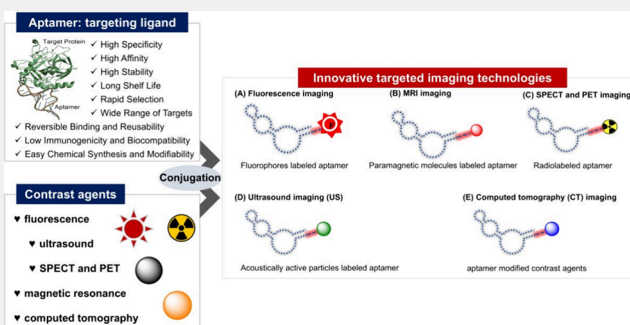 Aptamer: targeting ligand
Target Protein
Aptamer
✓ High Specificity
✓ High Affinity
✓ High Stability
✓ Long Shelf Life
✓ Rapid Selection
✓ Wide Range of Targets
✓ Reversible Binding and Reusability
✓ Low Immunogenicity and Biocompatibility
✓ Easy Chemical Synthesis and Modifiability
Conjugation
Contrast agents
♥ fluorescence
♥ ultrasound
♥ SPECT and PET
♥ magnetic resonance
♥ computed tomography
Innovative targeted imaging technologies
(A) Fluorescence imaging
Fluorophores labeled aptamer
(B) MRI imaging
Paramagnetic molecules labeled aptamer
(C) SPECT and PET imaging
Radiolabeled aptamer
(D) Ultrasound imaging (US)
Acoustically active particles labeled aptamer
(E) Computed tomography (CT) imaging
aptamer modified contrast agents